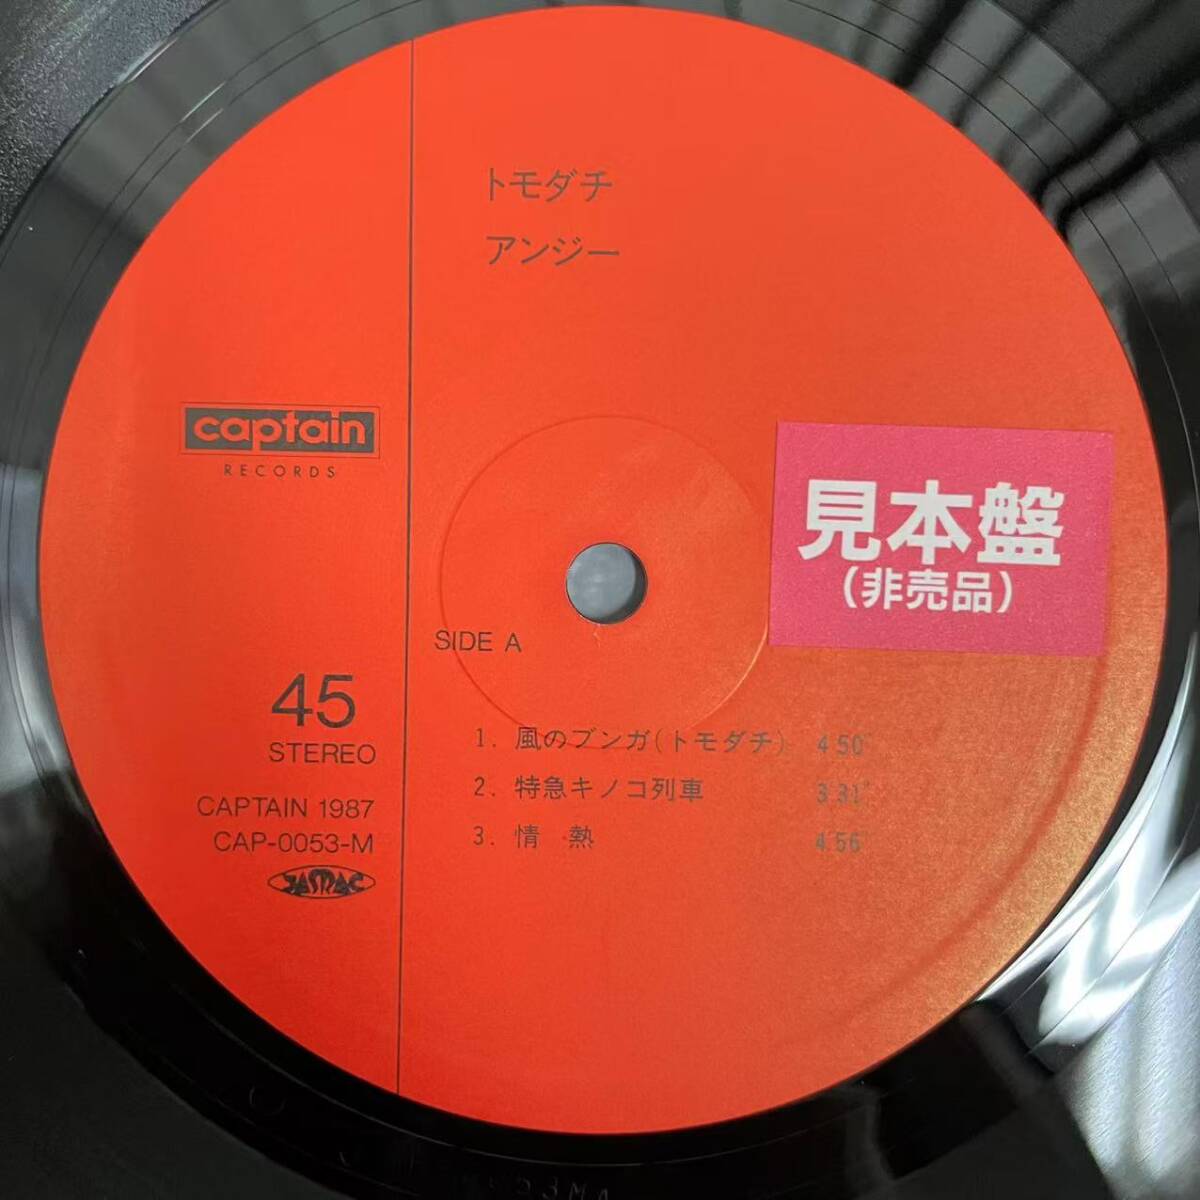 トモダチ
アンジー
captain
RECORDS
見本盤
(非売品)
SIDE A
45
STEREO
CAPTAIN 1987
CAP-0053-M
JAMAC
1. 風のブンガ(トモダチ) 4'50"
2. 特急キノコ列車 3'31"
3. 情 熱 4'56"